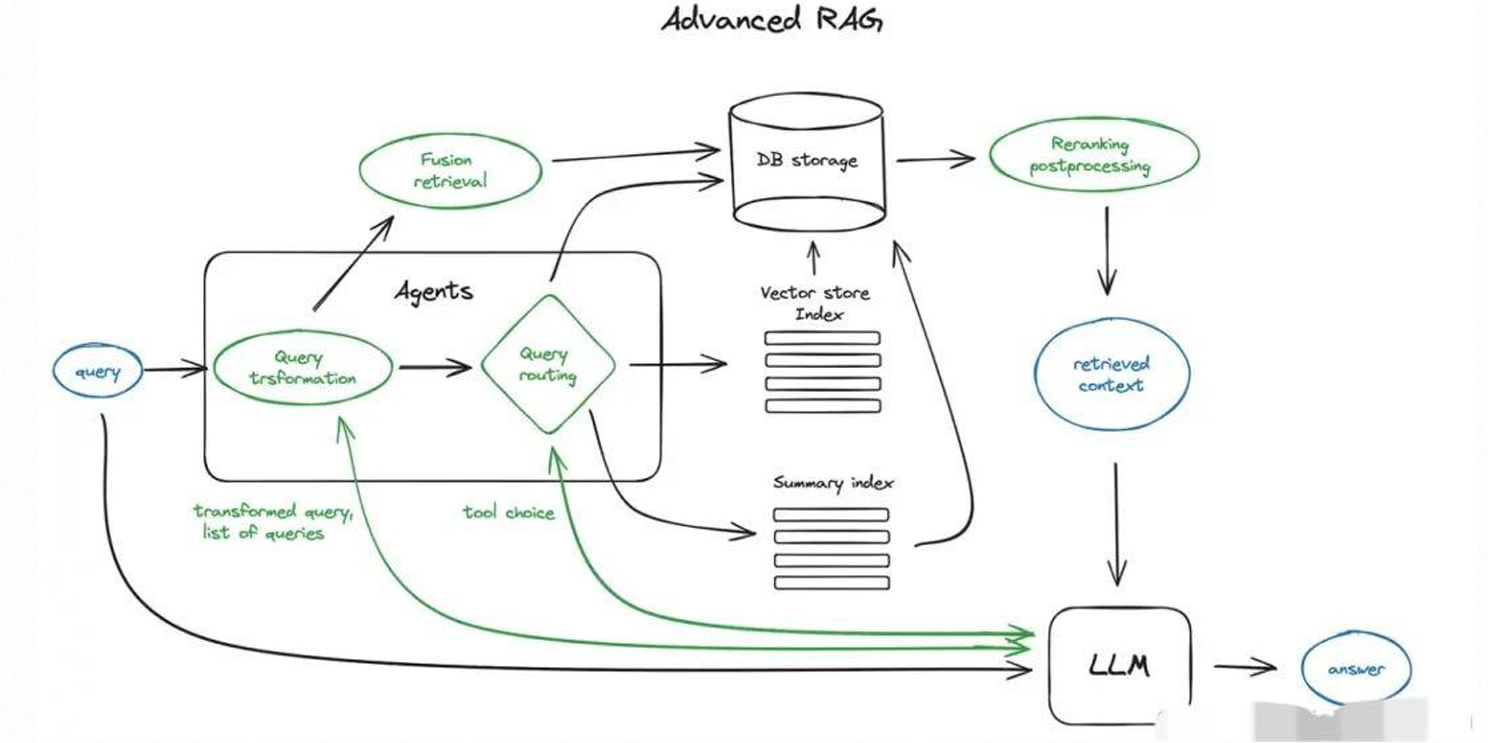 Advanced RAG
Fusion
retrieval
DB storage
Reranking
postprocessing
Agents
Vector store
Index
query
Query
trsformation
Query
routing
retrieved
context
Summary index
transformed query,
list of queries
tool choice
LLM
answer